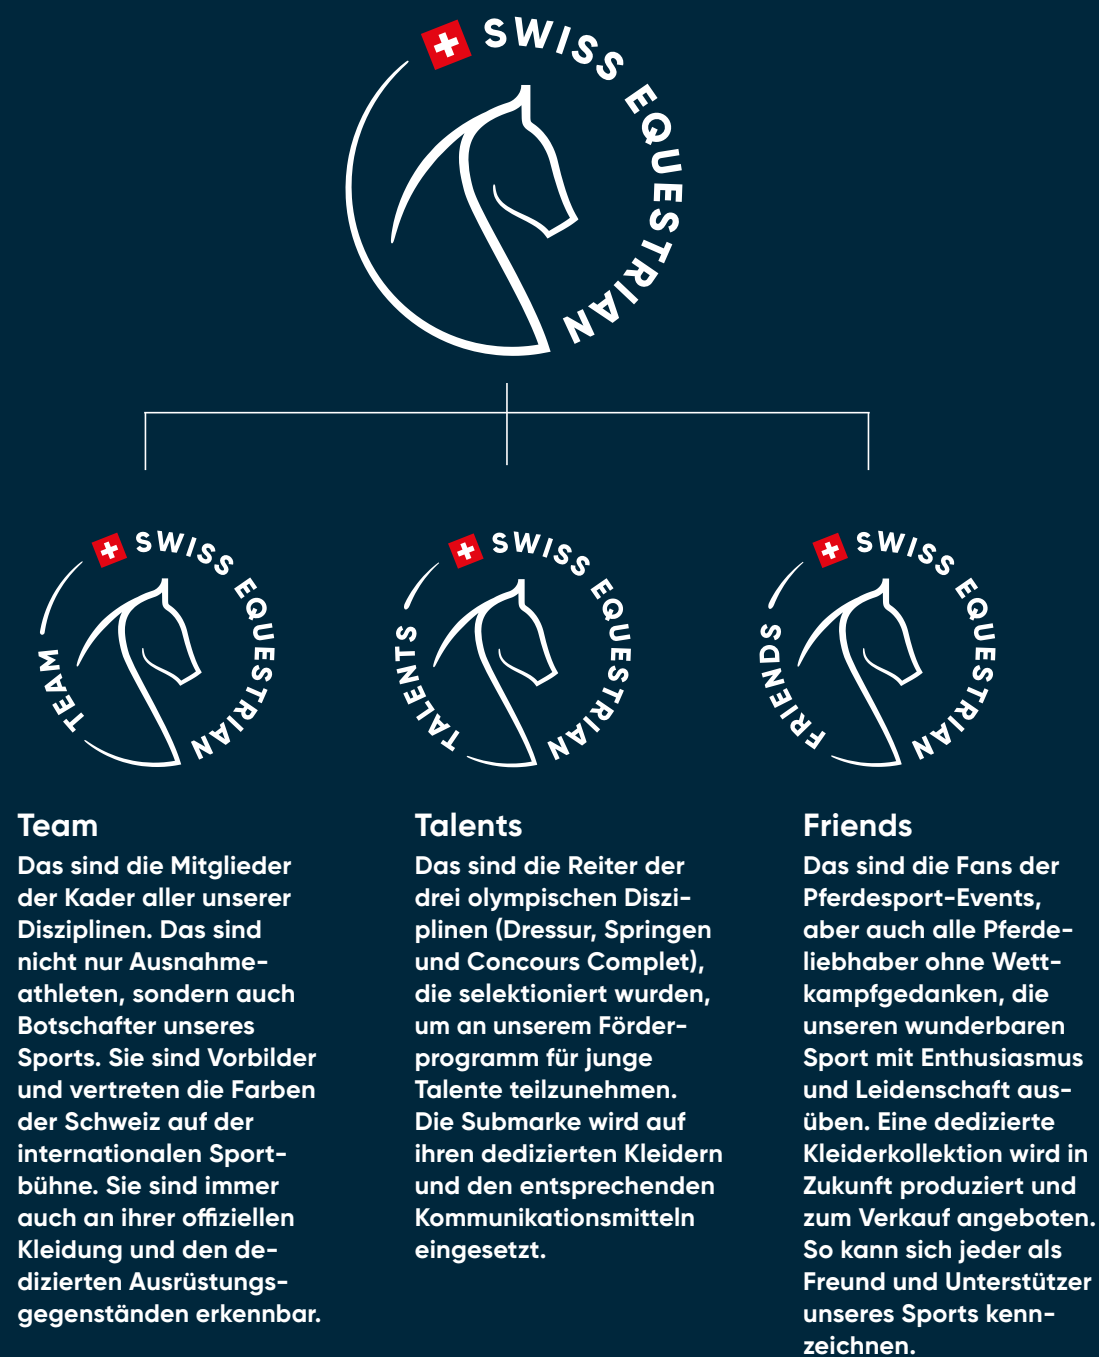 SWISS EQUESTRIAN
SWISS EQUESTRIAN
TEAM
SWISS EQUESTRIAN
TALENTS
SWISS EQUESTRIAN
FRIENDS
Team
Das sind die Mitglieder
der Kader aller unserer
Disziplinen. Das sind
nicht nur Ausnahme-
athleten, sondern auch
Botschafter unseres
Sports. Sie sind Vorbilder
und vertreten die Farben
der Schweiz auf der
internationalen Sport-
bühne. Sie sind immer
auch an ihrer offiziellen
Kleidung und den de-
dizierten Ausrüstungs-
gegenständen erkennbar.
Talents
Das sind die Reiter der
drei olympischen Diszi-
plinen (Dressur, Springen
und Concours Complet),
die selektioniert wurden,
um an unserem Förder-
programm für junge
Talente teilzunehmen.
Die Submarke wird auf
ihren dedizierten Kleidern
und den entsprechenden
Kommunikationsmitteln
eingesetzt.
Friends
Das sind die Fans der
Pferdesport-Events,
aber auch alle Pferde-
liebhaber ohne Wett-
kampfgedanken, die
unseren wunderbaren
Sport mit Enthusiasmus
und Leidenschaft aus-
üben. Eine dedizierte
Kleiderkollektion wird in
Zukunft produziert und
zum Verkauf angeboten.
So kann sich jeder als
Freund und Unterstützer
unseres Sports kenn-
zeichnen.